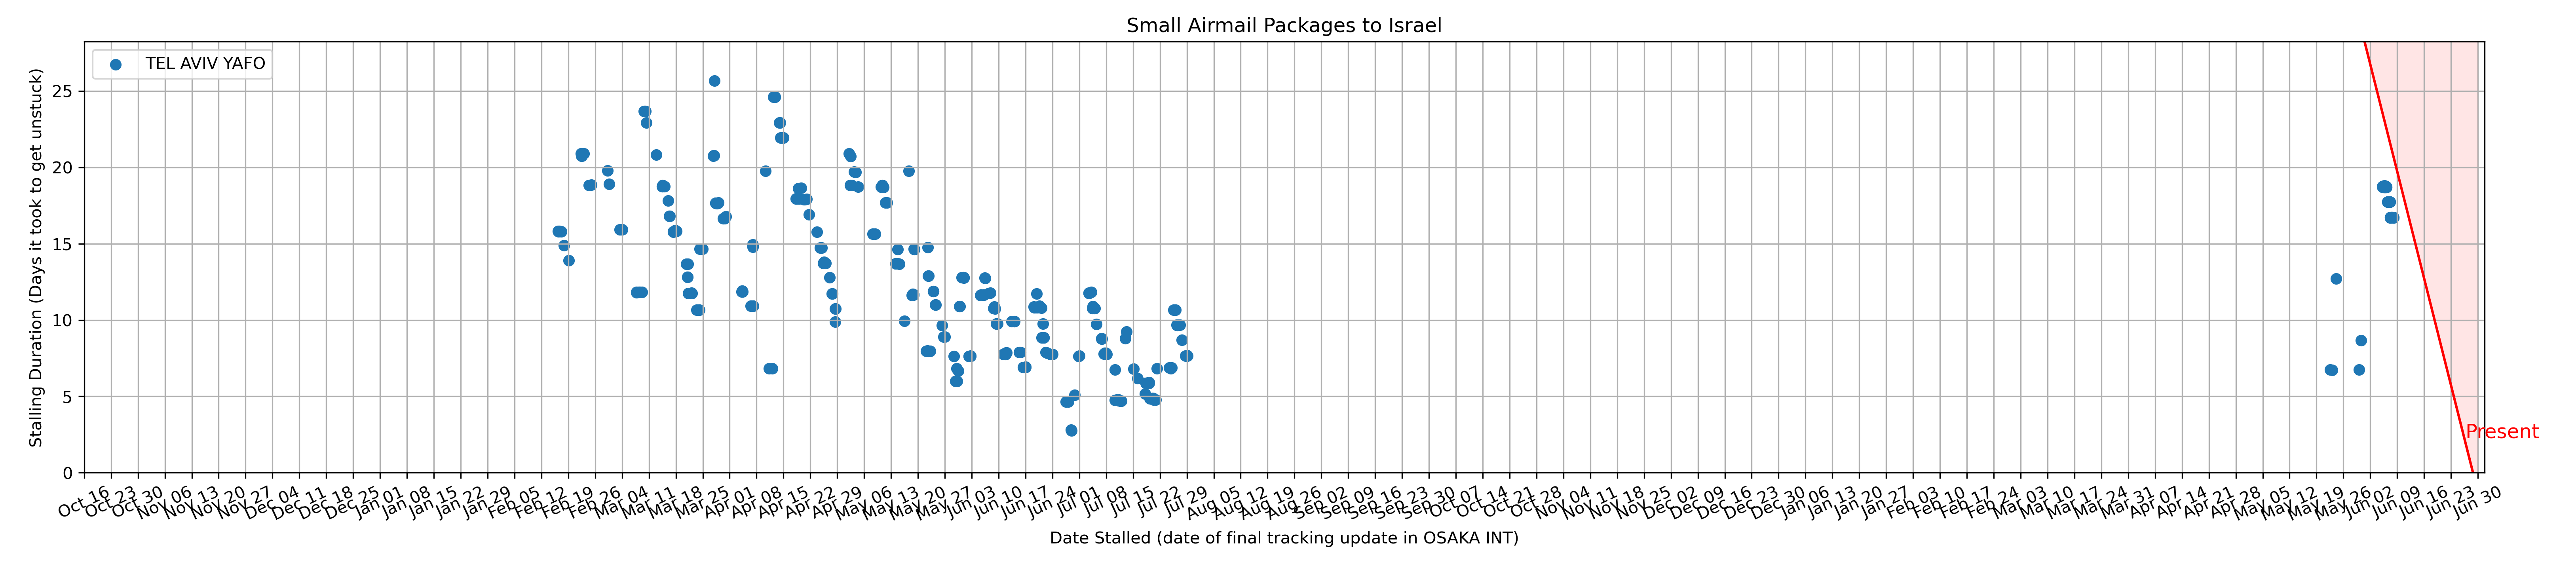 Small Airmail Packages to Israel
TEL AVIV YAFO
Stalling Duration (Days it took to get unstuck)
25
20
15
10
5
0
Present
Oct 16
Oct 23
Oct 30
Nov 06
Nov 13
Nov 20
Nov 27
Dec 04
Dec 11
Dec 18
Dec 25
Jan 01
Jan 08
Jan 15
Jan 22
Jan 29
Feb 05
Feb 12
Feb 19
Feb 26
Mar 04
Mar 11
Mar 18
Mar 25
Apr 01
Apr 08
Apr 15
Apr 22
Apr 29
May 06
May 13
May 20
May 27
Jun 03
Jun 10
Jun 17
Jun 24
Jul 01
Jul 08
Jul 15
Jul 22
Jul 29
Aug 05
Aug 12
Aug 19
Aug 26
Sep 02
Sep 09
Sep 16
Sep 23
Sep 30
Oct 07
Oct 14
Oct 21
Oct 28
Nov 04
Nov 11
Nov 18
Nov 25
Dec 02
Dec 09
Dec 16
Dec 23
Dec 30
Jan 06
Jan 13
Jan 20
Jan 27
Feb 03
Feb 10
Feb 17
Feb 24
Mar 03
Mar 10
Mar 17
Mar 24
Mar 31
Apr 07
Apr 14
Apr 21
Apr 28
May 05
May 12
May 19
May 26
Jun 02
Jun 09
Jun 16
Jun 23
Jun 30
Date Stalled (date of final tracking update in OSAKA INT)